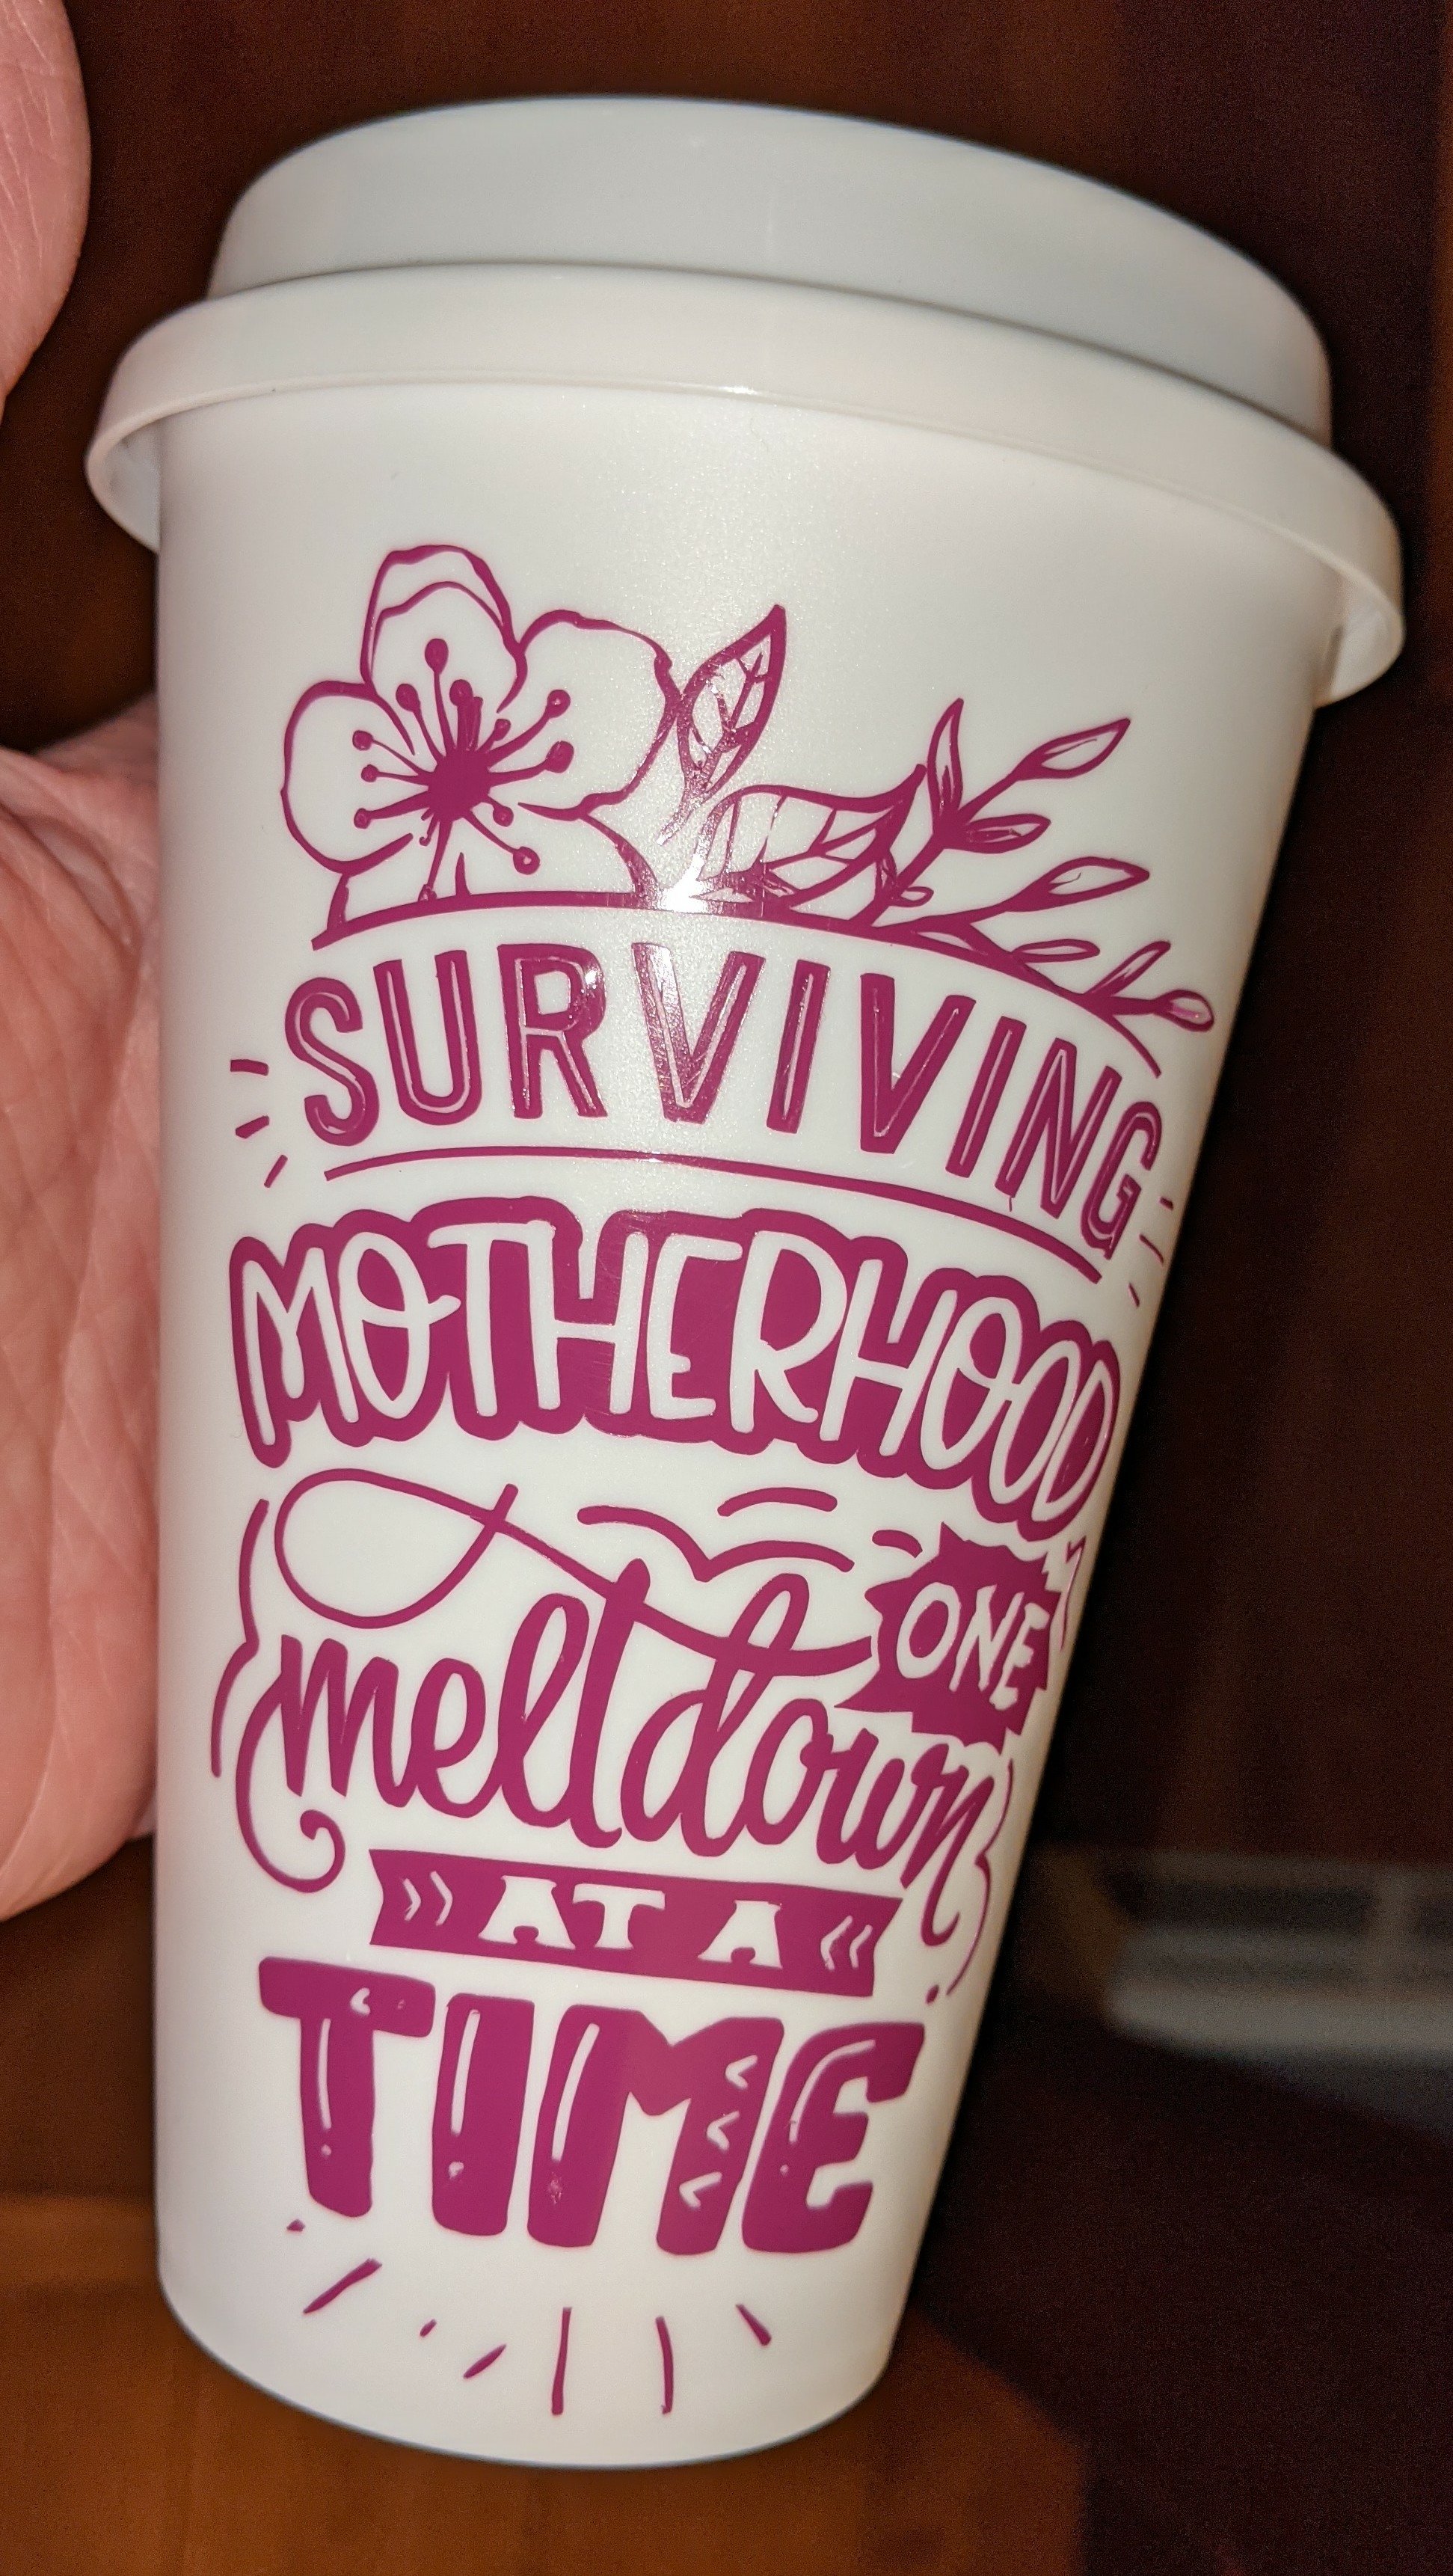 SURVIVING
MOTHERHOOD
ONE
meltdown
AT A
TIME